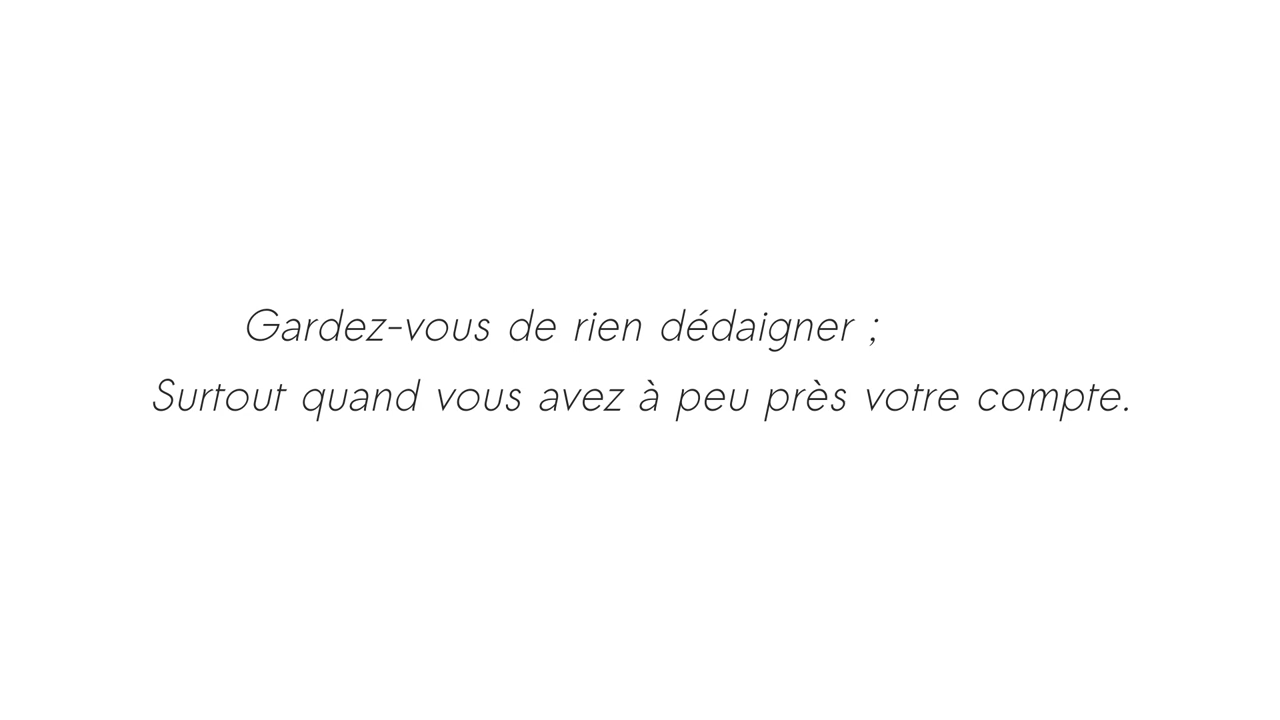 Gardez-vous de rien dédaigner ;
Surtout quand vous avez à peu près votre compte.